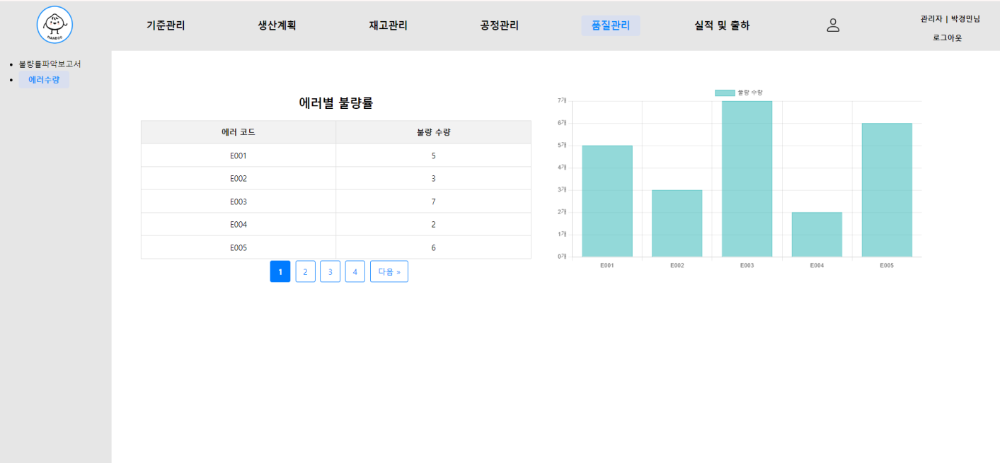 MANDOO
기준관리
생산계획
재고관리
공정관리
품질관리
실적 및 출하
관리자 | 박경민님
로그아웃
불량률파악보고서
에러수량
에러별 불량률
에러 코드 불량 수량
E001 5
E002 3
E003 7
E004 2
E005 6
1 2 3 4 다음 »
불량 수량
7개
6개
5개
4개
3개
2개
1개
0개
E001 E002 E003 E004 E005